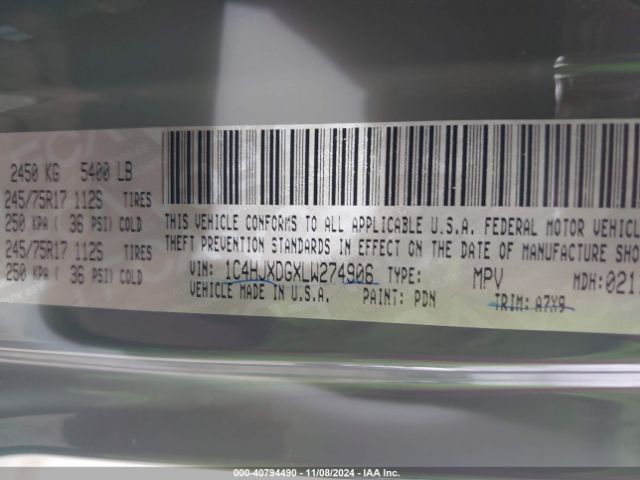 2450 KG 5400 LB
245/75R17 112S TIRES
250 KPA ( 36 PSI) COLD
245/75R17 112S TIRES
250 KPA ( 36 PSI) COLD
THIS VEHICLE CONFORMS TO ALL APPLICABLE U.S.A. FEDERAL MOTOR VEHICL
THEFT PREVENTION STANDARDS IN EFFECT ON THE DATE OF MANUFACTURE SHO
VIN: 1C4HJXDGXLW274906 TYPE: MPV MDH:021
VEHICLE MADE IN U.S.A. PAINT: PDN TRIM: A7X9
000-40794490 - 11/08/2024 - IAA Inc.